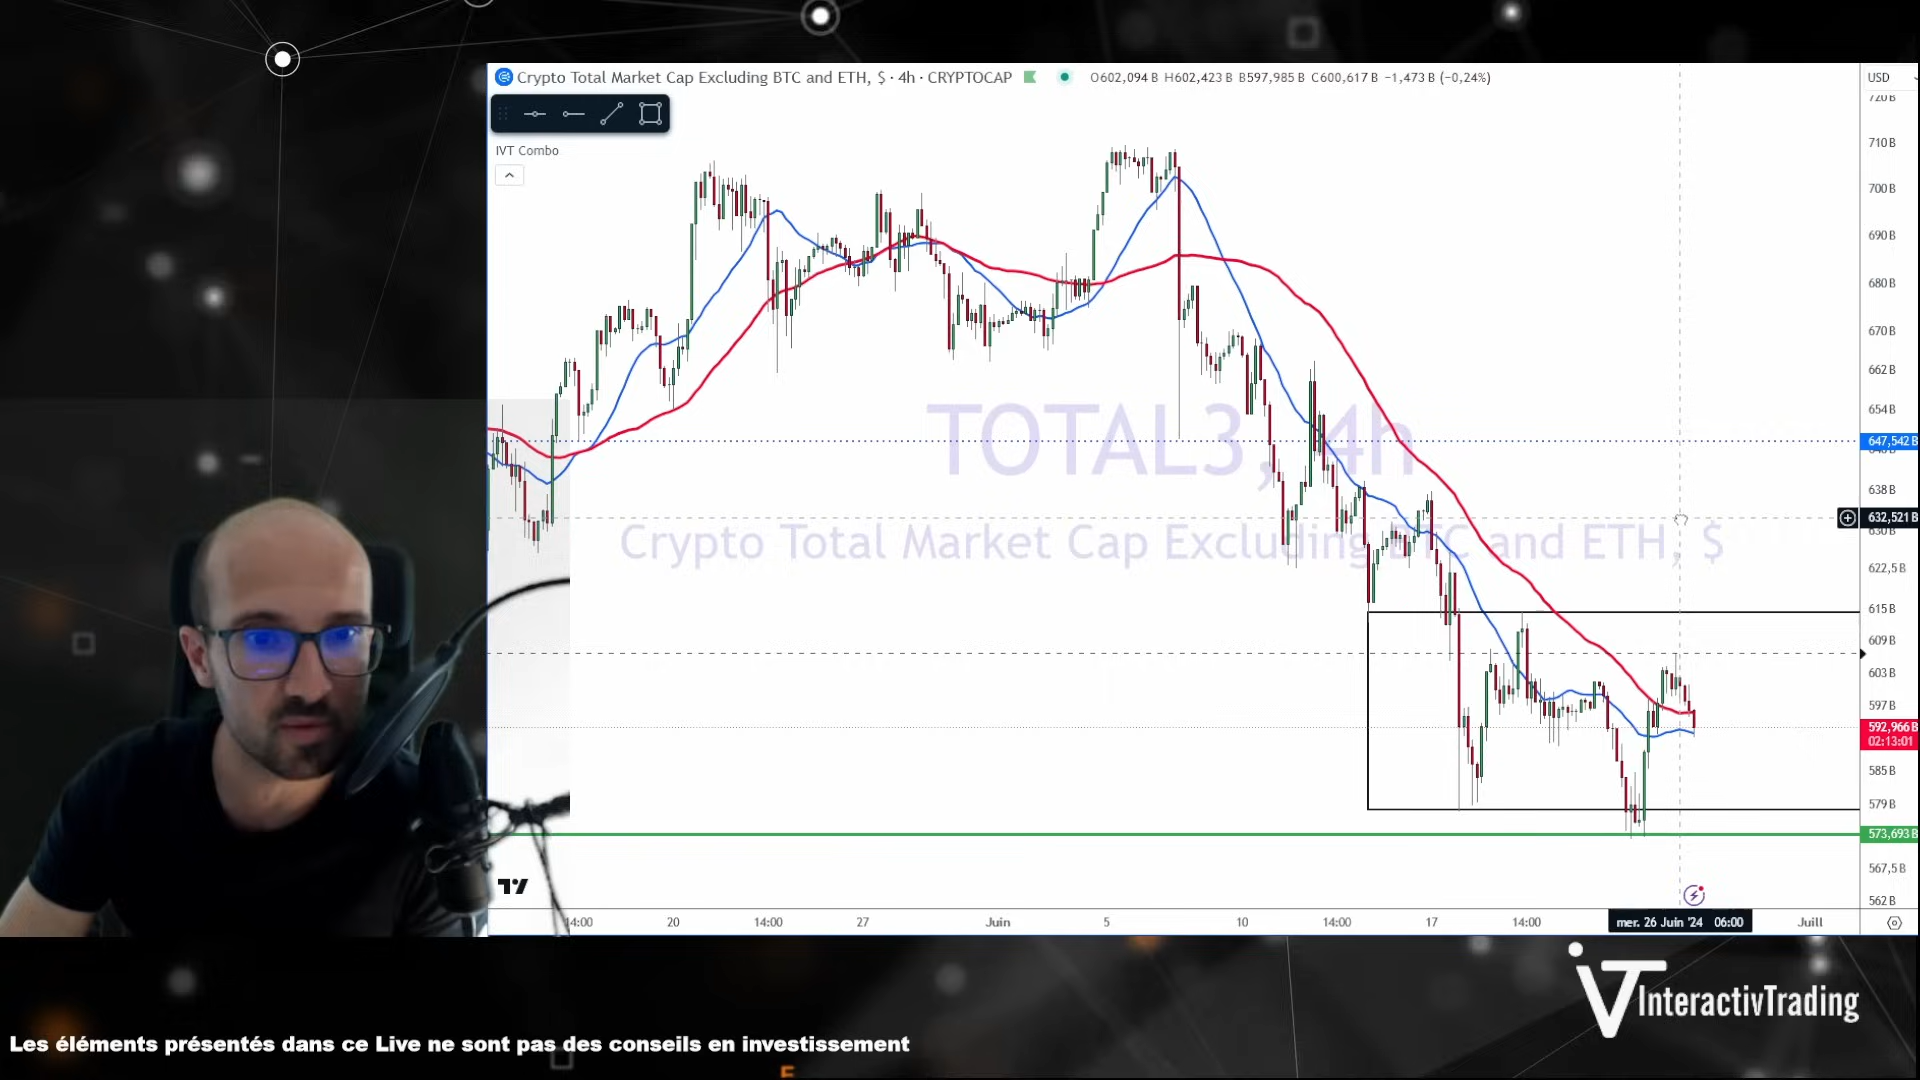 Crypto Total Market Cap Excluding BTC and ETH, $ · 4h · CRYPTOCAP O602,094 B H602,423 B B597,985 B C600,617 B −1,473 B (−0,24%)
USD
720 B
IVT Combo
710 B
700 B
690 B
680 B
670 B
662 B
654 B
TOTAL3, 4h
647,542 B
638 B
632,521 B
630 B
Crypto Total Market Cap Excluding BTC and ETH, $
622,5 B
615 B
609 B
603 B
597 B
592,966 B
02:13:01
585 B
579 B
573,693 B
567,5 B
562 B
14:00 20 14:00 27 Juin 5 10 14:00 17 14:00 mer. 26 Juin '24 06:00 Juill
InteractivTrading
Les éléments présentés dans ce Live ne sont pas des conseils en investissement